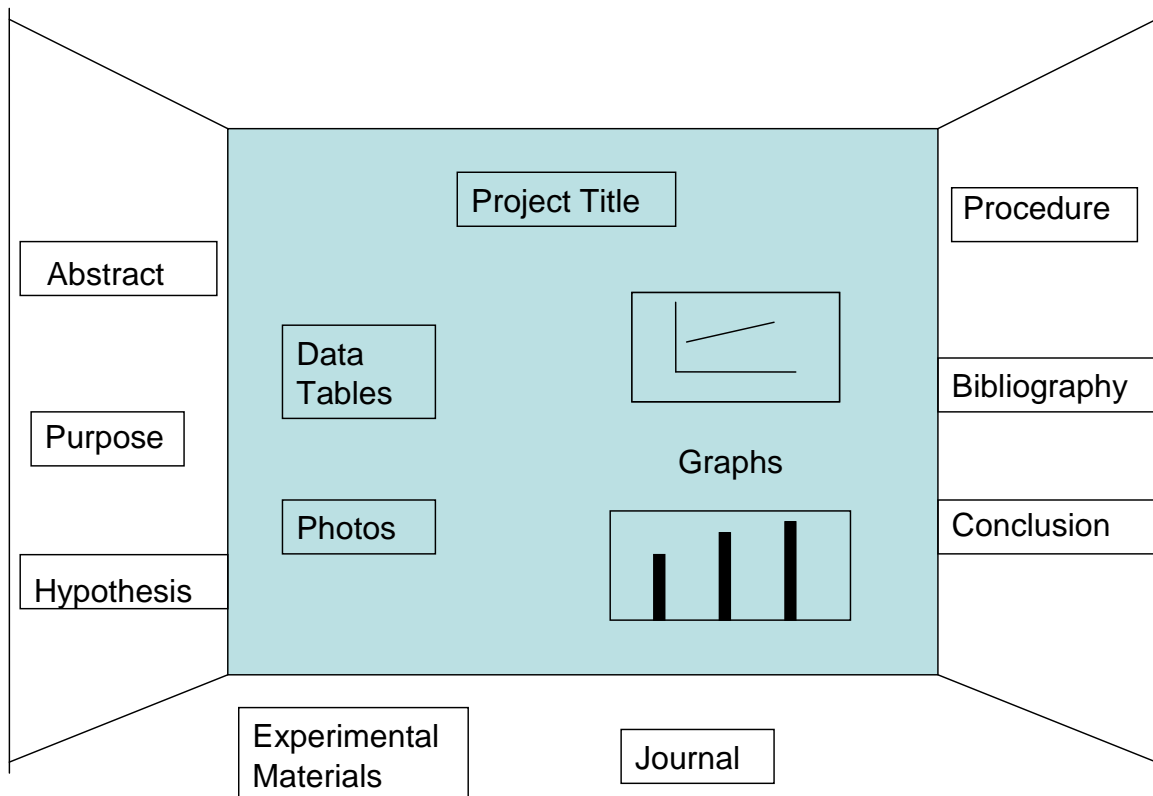 Project Title
Procedure
Abstract
Data
Tables
Bibliography
Purpose
Graphs
Photos
Conclusion
Hypothesis
Experimental
Materials
Journal